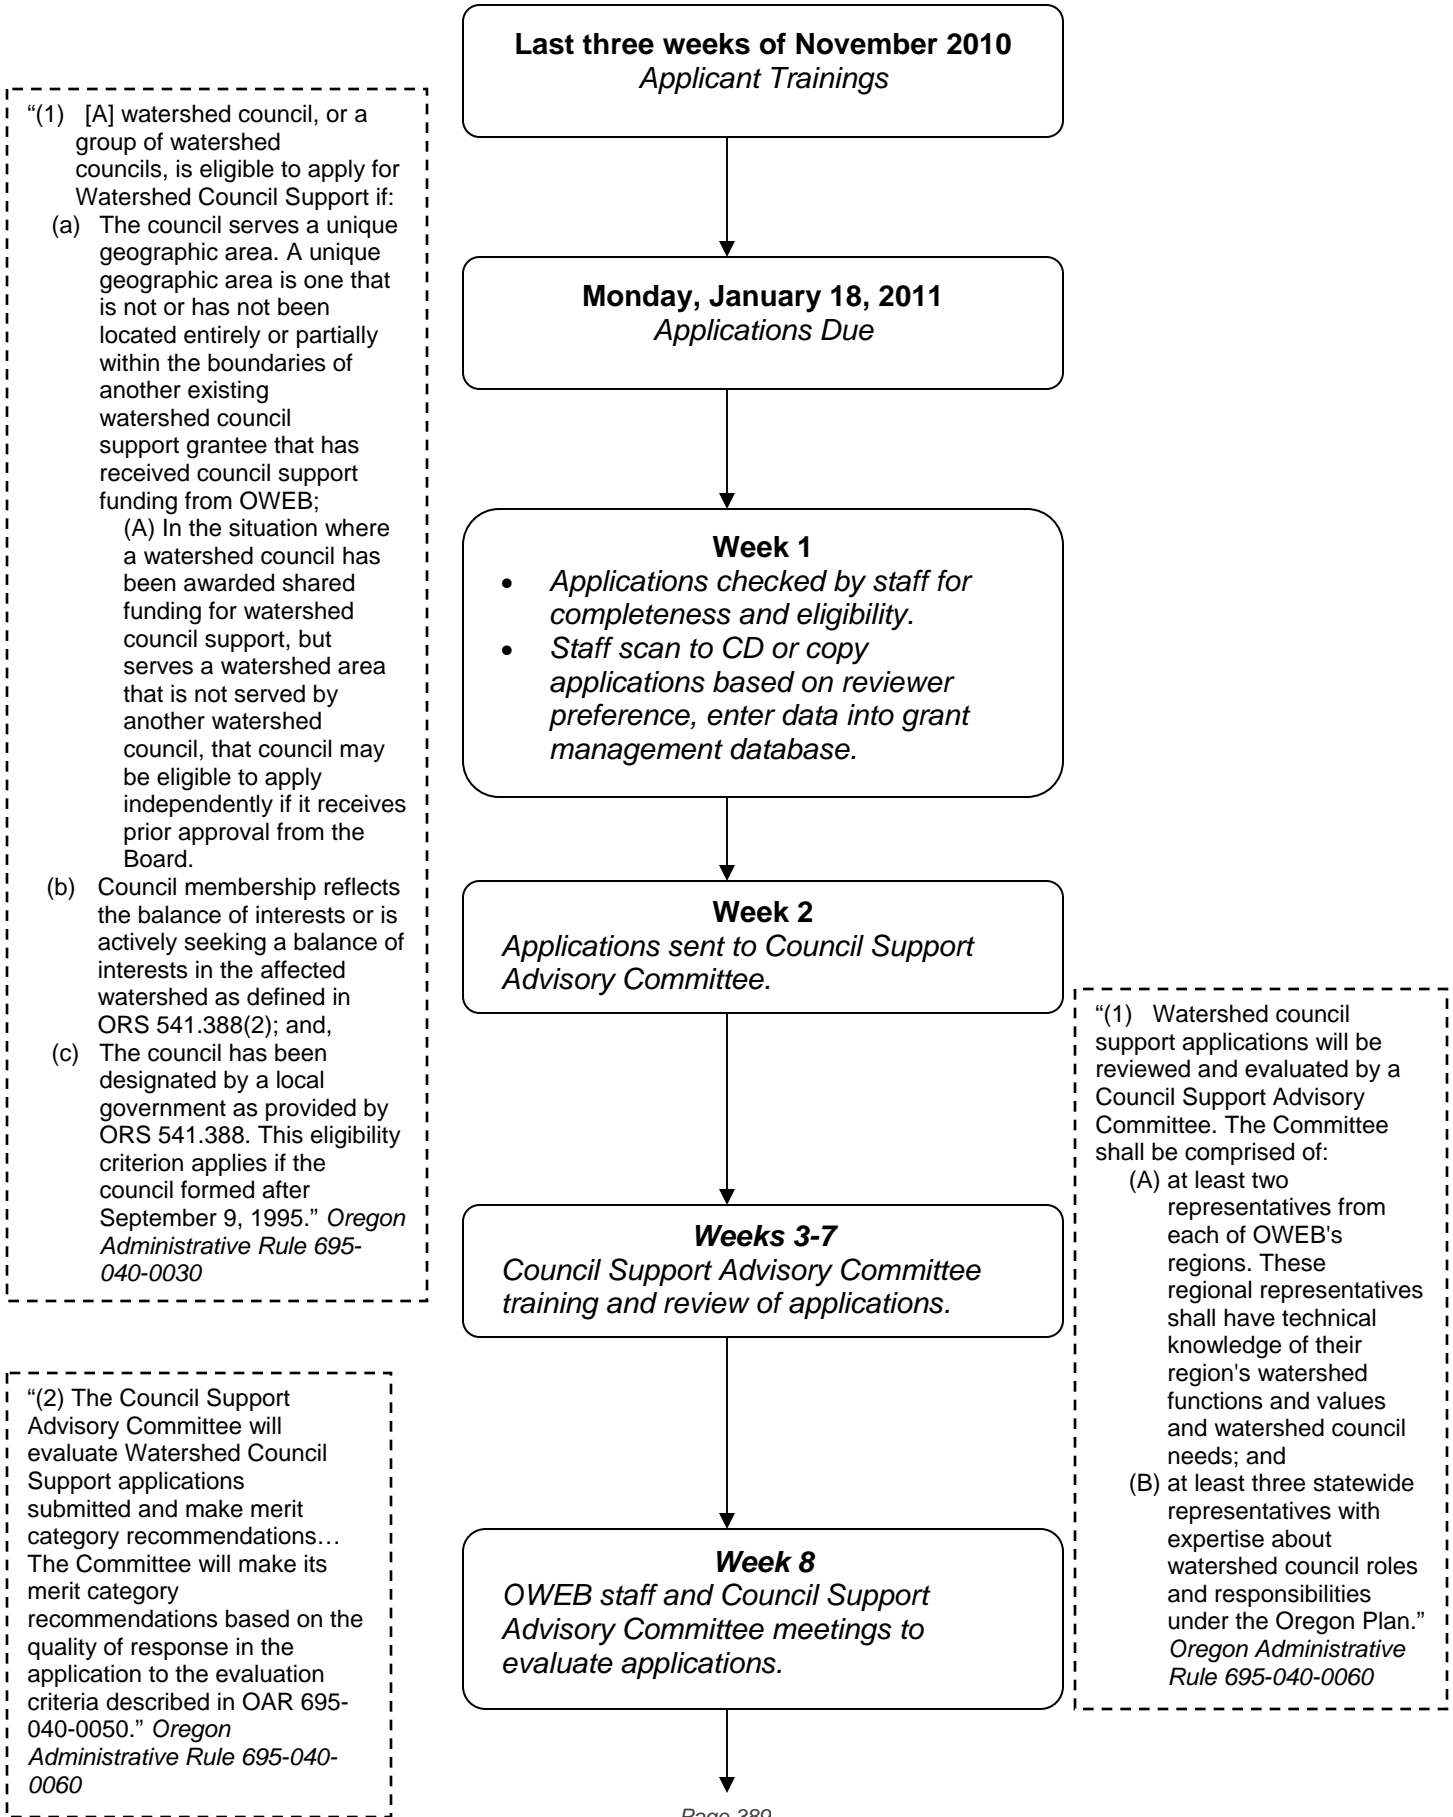 Last three weeks of November 2010
Applicant Trainings
“(1) [A] watershed council, or a
group of watershed
councils, is eligible to apply for
Watershed Council Support if:
(a) The council serves a unique
geographic area. A unique
geographic area is one that
is not or has not been
located entirely or partially
within the boundaries of
another existing
watershed council
support grantee that has
received council support
funding from OWEB;
(A) In the situation where
a watershed council has
been awarded shared
funding for watershed
council support, but
serves a watershed area
that is not served by
another watershed
council, that council may
be eligible to apply
independently if it receives
prior approval from the
Board.
(b) Council membership reflects
the balance of interests or is
actively seeking a balance of
interests in the affected
watershed as defined in
ORS 541.388(2); and,
(c) The council has been
designated by a local
government as provided by
ORS 541.388. This eligibility
criterion applies if the
council formed after
September 9, 1995.” Oregon
Administrative Rule 695-
040-0030
Monday, January 18, 2011
Applications Due
Week 1
• Applications checked by staff for
completeness and eligibility.
• Staff scan to CD or copy
applications based on reviewer
preference, enter data into grant
management database.
Week 2
Applications sent to Council Support
Advisory Committee.
“(1) Watershed council
support applications will be
reviewed and evaluated by a
Council Support Advisory
Committee. The Committee
shall be comprised of:
(A) at least two
representatives from
each of OWEB's
regions. These
regional representatives
shall have technical
knowledge of their
region's watershed
functions and values
and watershed council
needs; and
(B) at least three statewide
representatives with
expertise about
watershed council roles
and responsibilities
under the Oregon Plan.”
Oregon Administrative
Rule 695-040-0060
Weeks 3-7
Council Support Advisory Committee
training and review of applications.
“(2) The Council Support
Advisory Committee will
evaluate Watershed Council
Support applications
submitted and make merit
category recommendations…
The Committee will make its
merit category
recommendations based on the
quality of response in the
application to the evaluation
criteria described in OAR 695-
040-0050.” Oregon
Administrative Rule 695-040-
0060
Week 8
OWEB staff and Council Support
Advisory Committee meetings to
evaluate applications.
Page 389